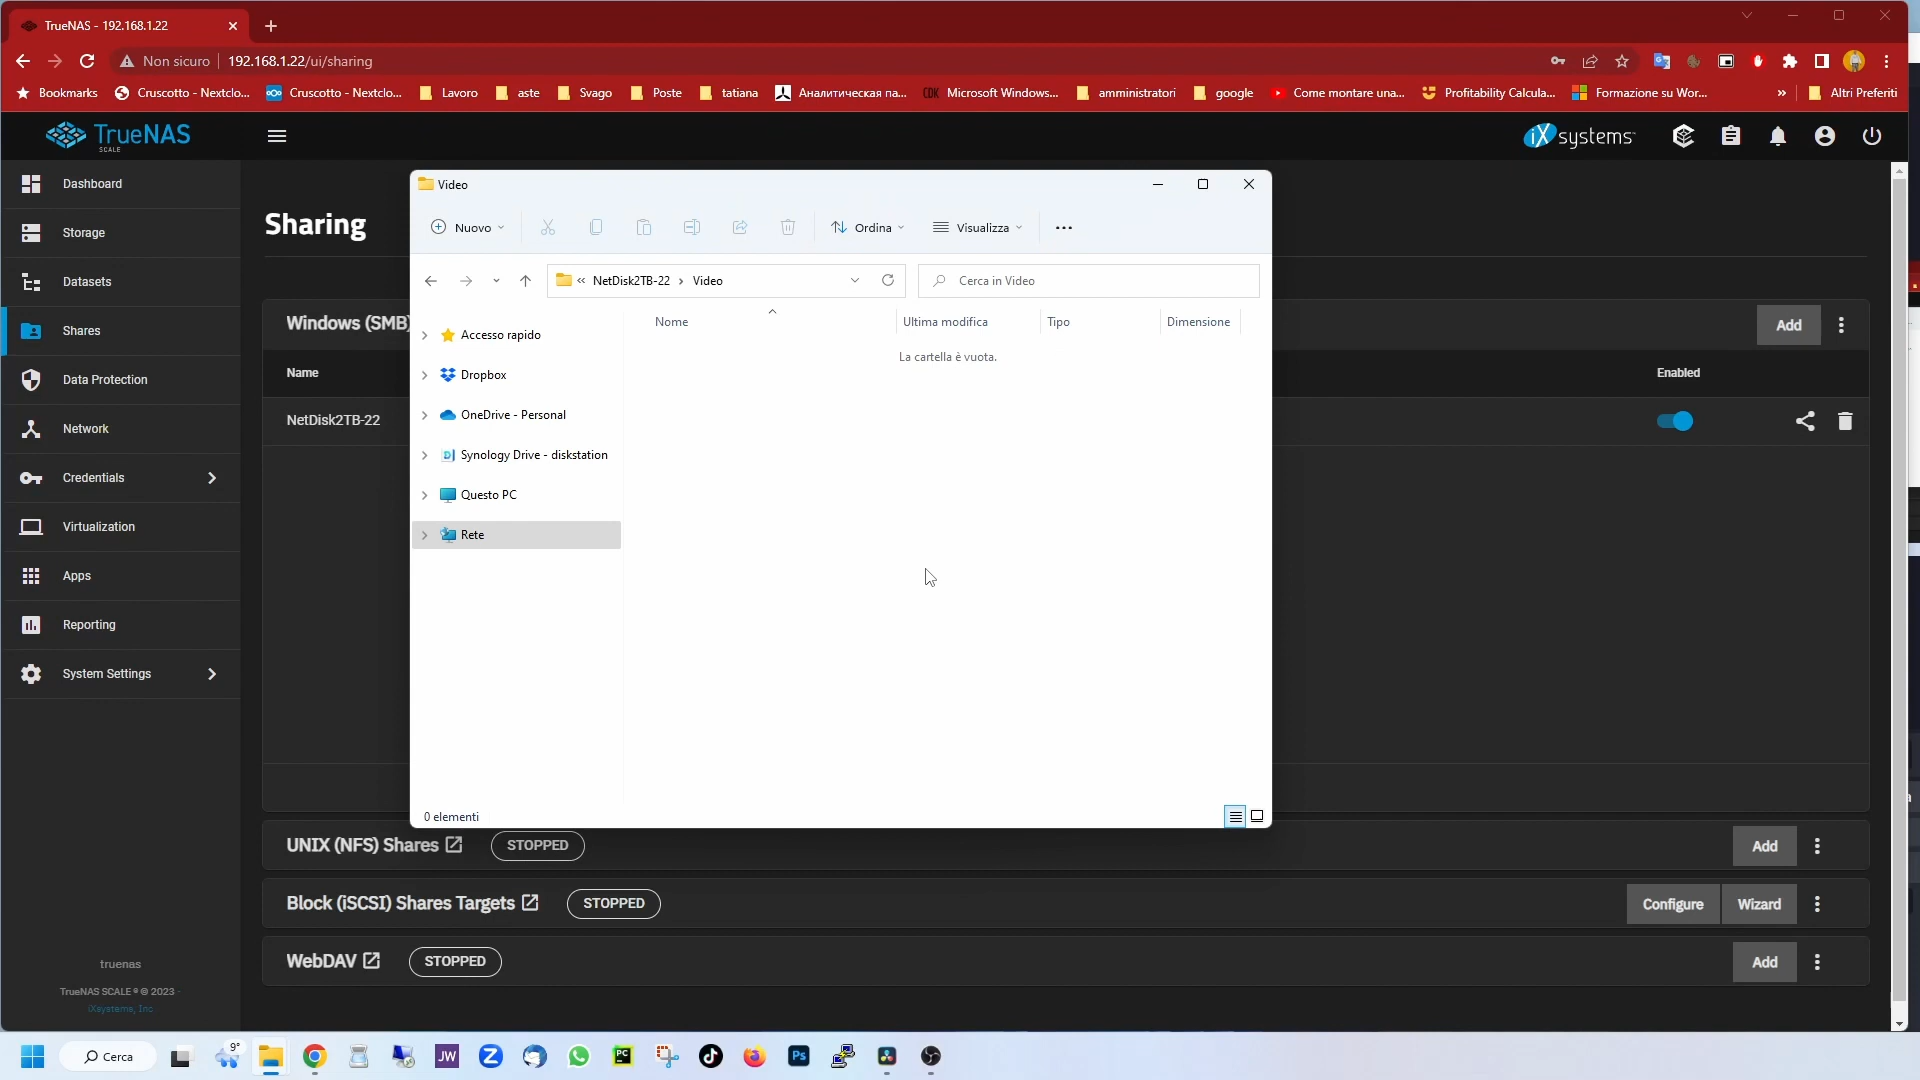 TrueNAS - 192.168.1.22
Non sicuro
192.168.1.22/ui/sharing
Bookmarks
Cruscotto - Nextclo...
Cruscotto - Nextclo...
Lavoro
aste
Svago
Poste
tatiana
Аналитическая па...
CDK
Microsoft Windows...
amministratori
google
Come montare una...
Profitability Calcula...
Formazione su Wor...
»
Altri Preferiti
TrueNAS
SCALE
iXsystems
Dashboard
Storage
Datasets
Shares
Data Protection
Network
Credentials
Virtualization
Apps
Reporting
System Settings
truenas
TrueNAS SCALE ® © 2023 -
iXsystems, Inc
Sharing
Windows (SMB)
Add
Name
Enabled
NetDisk2TB-22
UNIX (NFS) Shares
STOPPED
Add
Block (iSCSI) Shares Targets
STOPPED
Configure
Wizard
WebDAV
STOPPED
Add
Video
Nuovo
Ordina
Visualizza
« NetDisk2TB-22 › Video
Cerca in Video
Accesso rapido
Dropbox
OneDrive - Personal
Synology Drive - diskstation
Questo PC
Rete
Nome
Ultima modifica
Tipo
Dimensione
La cartella è vuota.
0 elementi
Cerca
9°
JW
Z
PC
Ps